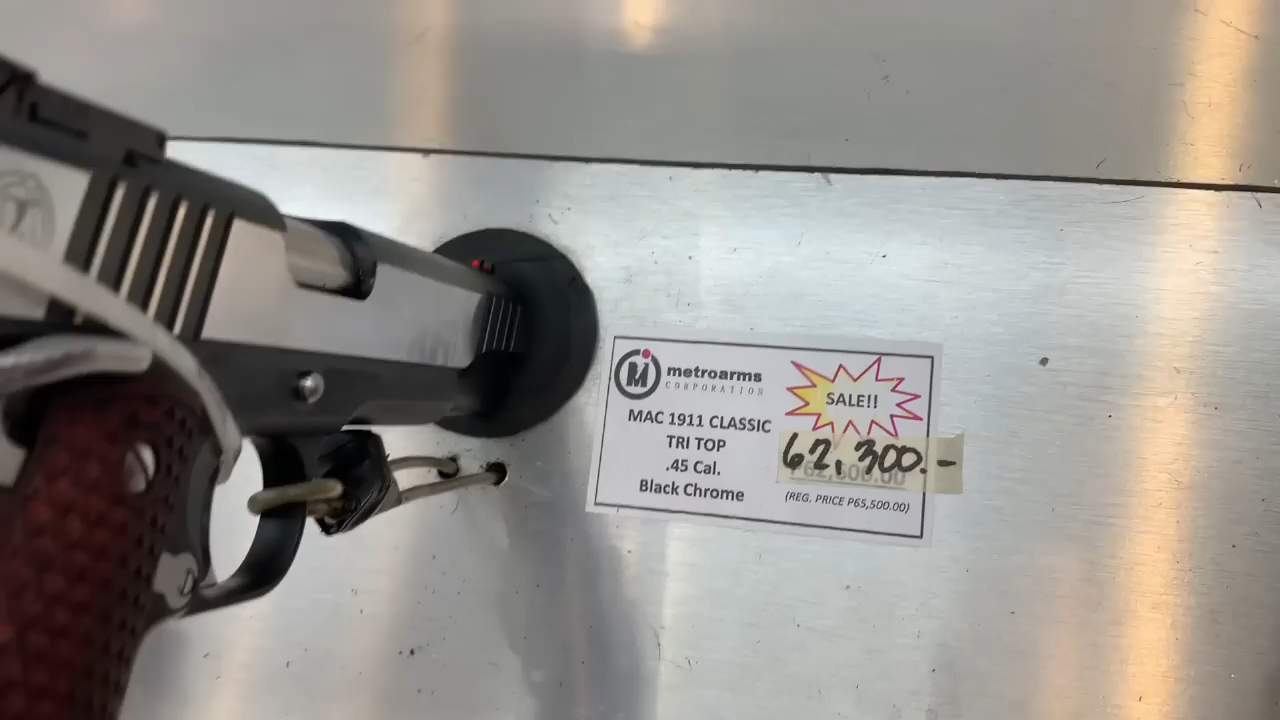 metroarms
CORPORATION
MAC 1911 CLASSIC
TRI TOP
.45 Cal.
Black Chrome
SALE!!
62,300.-
(REG. PRICE P65,500.00)